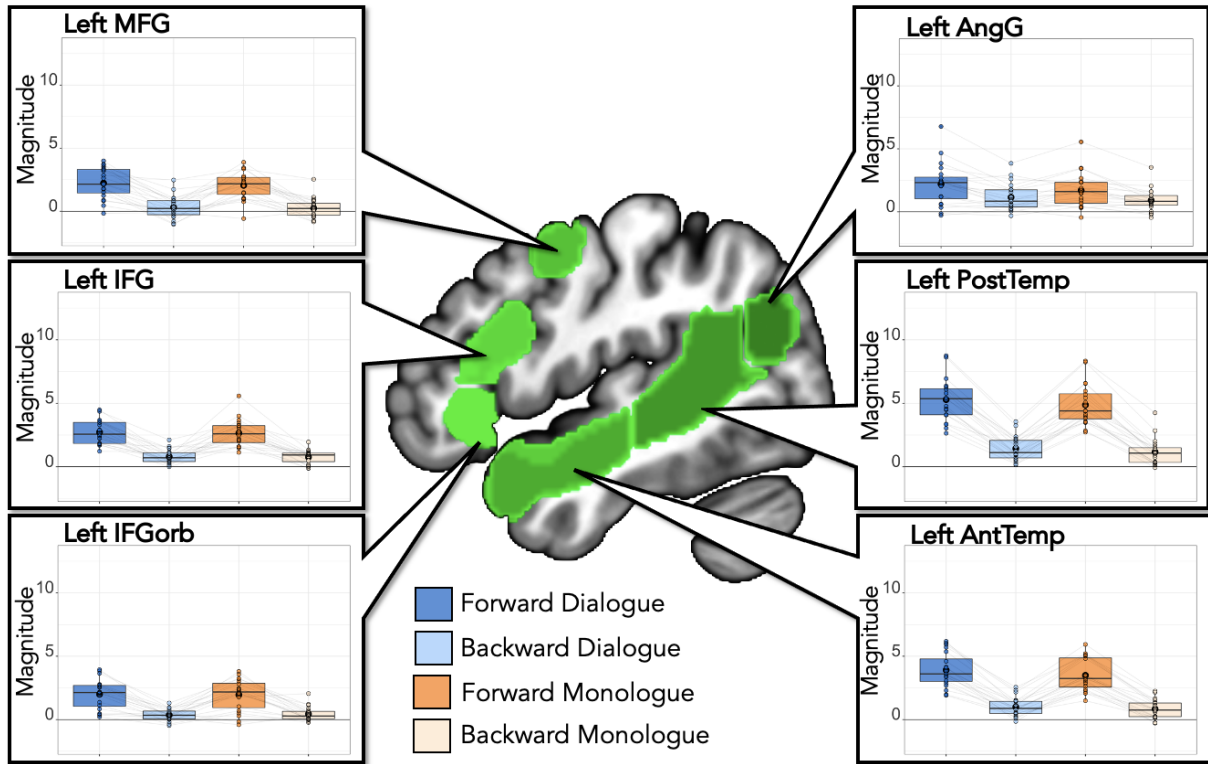 Left MFG
Magnitude
10
5
0
Left IFG
Magnitude
10
5
0
Left IFGorb
Magnitude
10
5
0
Left AngG
Magnitude
10
5
0
Left PostTemp
Magnitude
10
5
0
Left AntTemp
Magnitude
10
5
0
Forward Dialogue
Backward Dialogue
Forward Monologue
Backward Monologue